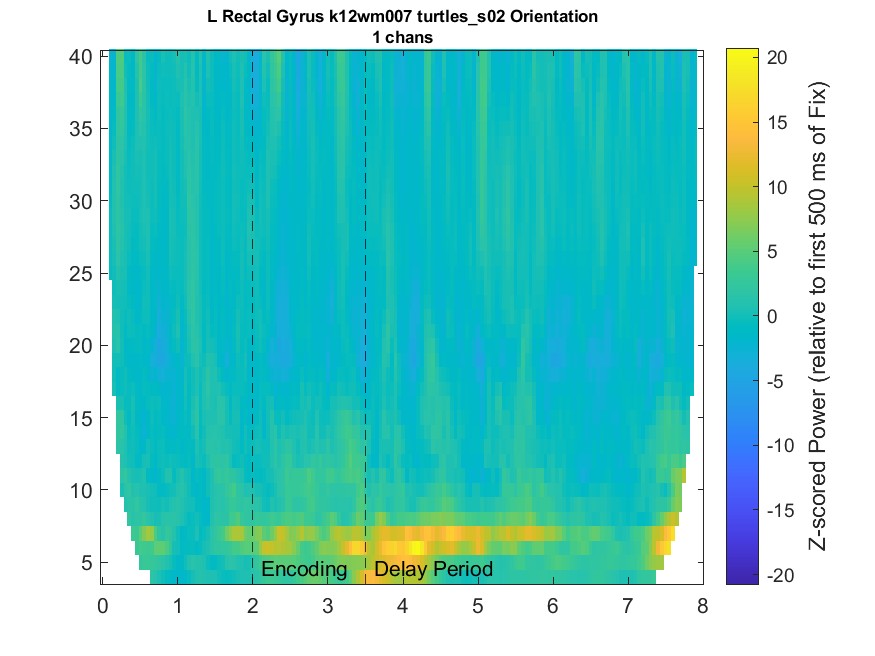 L Rectal Gyrus k12wm007 turtles_s02 Orientation
1 chans
40
35
30
25
20
15
10
5
Encoding
Delay Period
0 1 2 3 4 5 6 7 8
20
15
10
5
0
-5
-10
-15
-20
Z-scored Power (relative to first 500 ms of Fix)